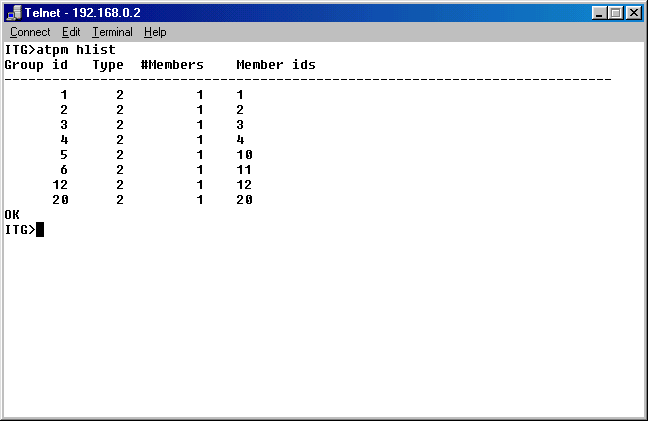 Telnet - 192.168.0.2
Connect Edit Terminal Help
ITG>atpm hlist
Group id   Type  #Members    Member ids
----------------------------------------------------------------------------
       1      2         1    1
       2      2         1    2
       3      2         1    3
       4      2         1    4
       5      2         1    10
       6      2         1    11
      12      2         1    12
      20      2         1    20
OK
ITG>